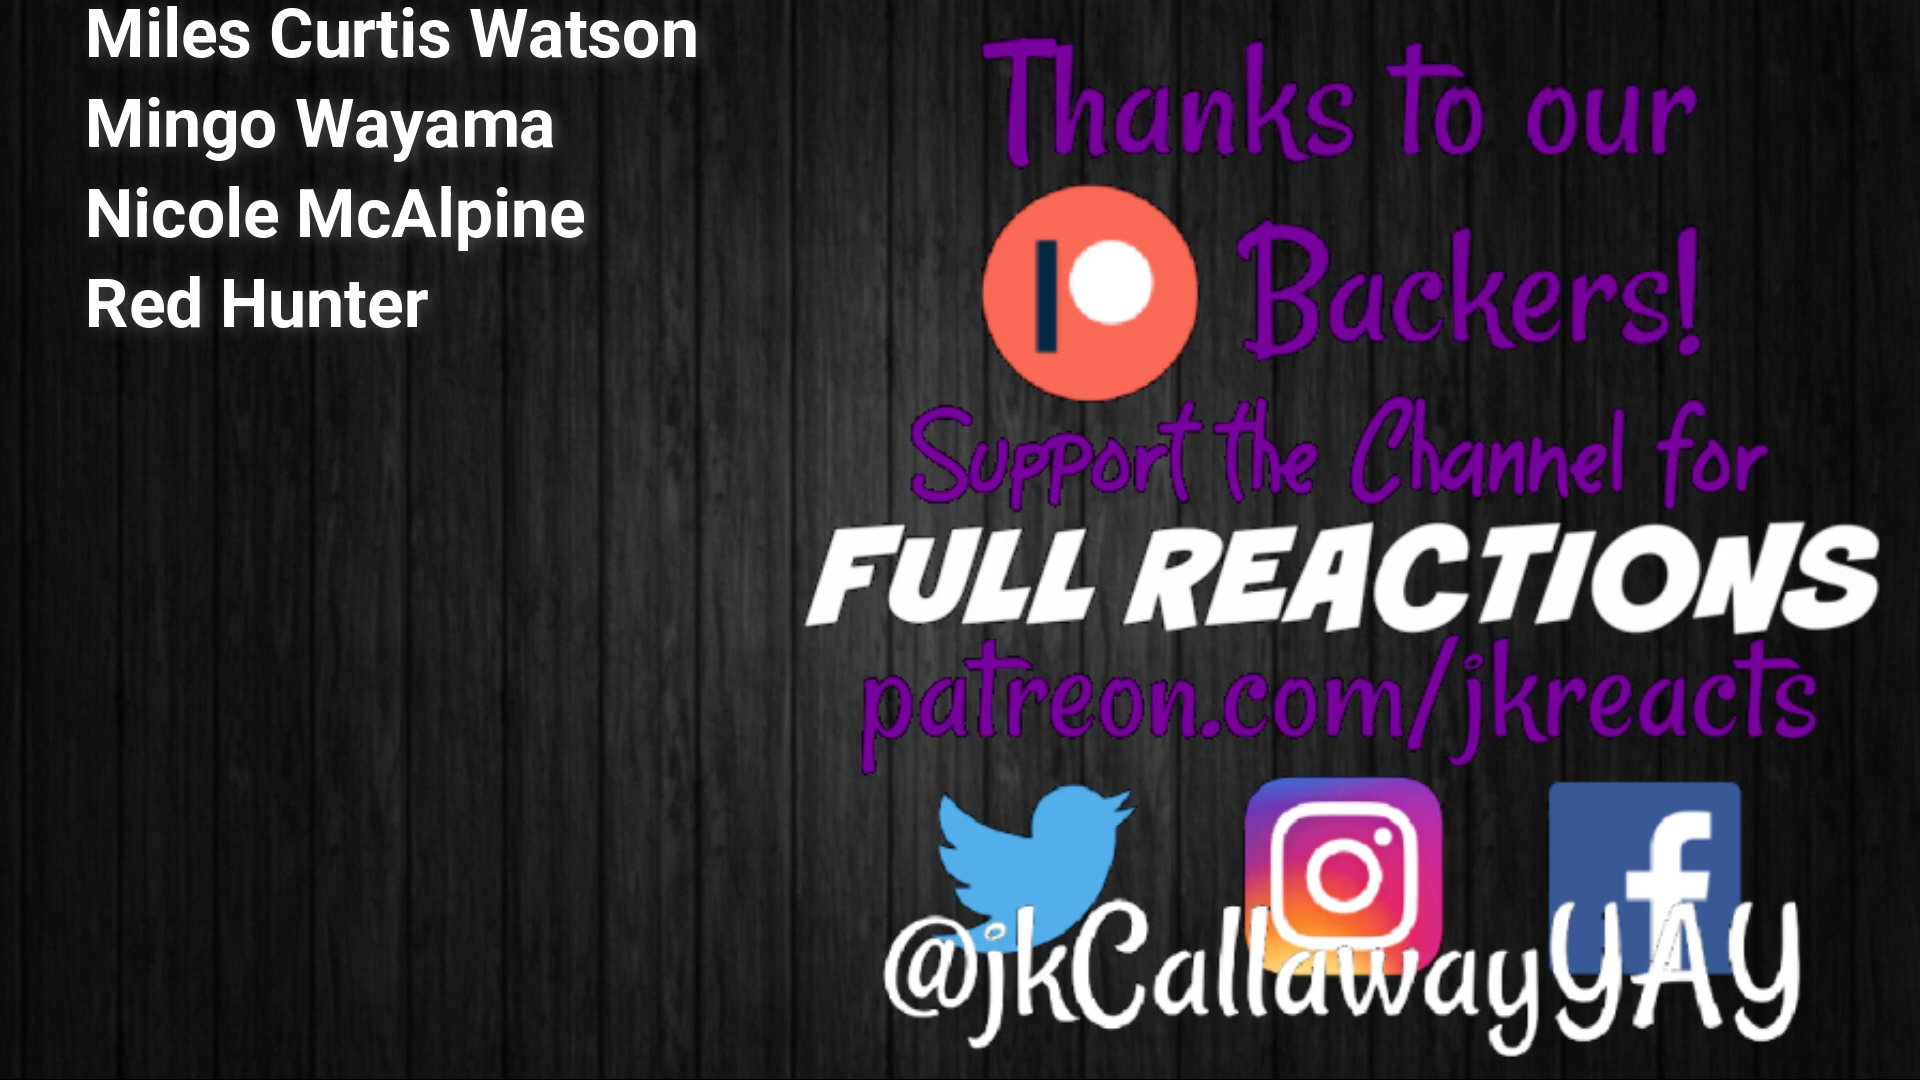 Miles Curtis Watson
Mingo Wayama
Nicole McAlpine
Red Hunter
Thanks to our
Backers!
Support the Channel for
FULL REACTIONS
patreon.com/jkreacts
@jkCallawayYAY